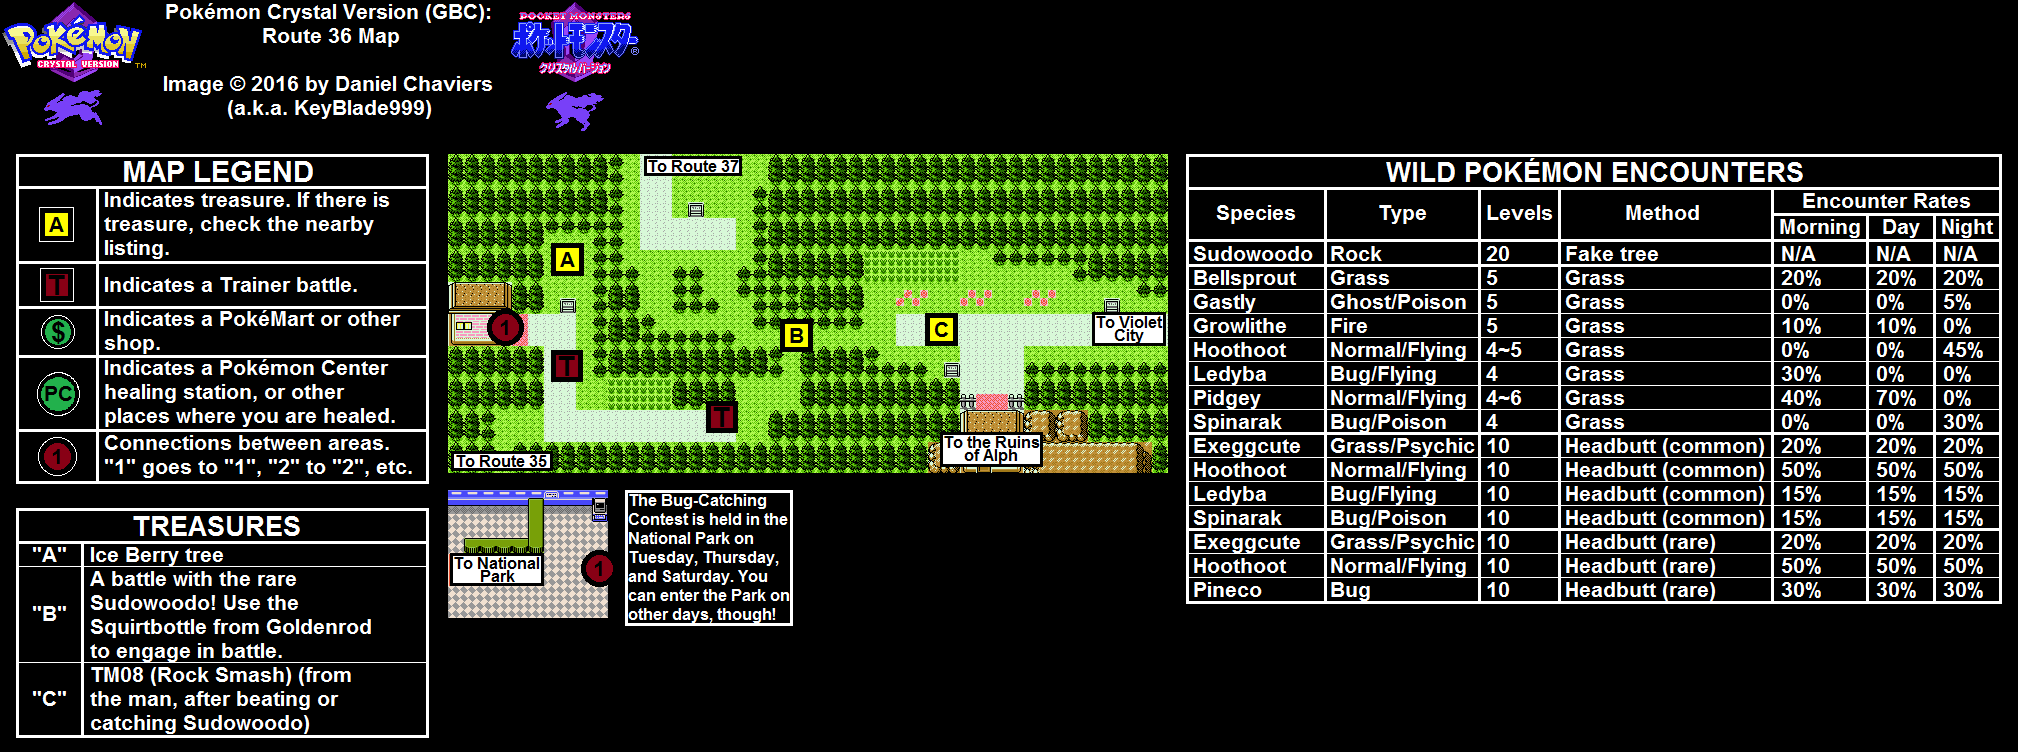 POKéMON
CRYSTAL VERSION
TM
Pokémon Crystal Version (GBC):
Route 36 Map
Image © 2016 by Daniel Chaviers
(a.k.a. KeyBlade999)
POCKET MONSTERS
ポケットモンスター
®
クリスタルバージョン
MAP LEGEND
A Indicates treasure. If there is
treasure, check the nearby
listing.
T Indicates a Trainer battle.
$ Indicates a PokéMart or other
shop.
PC Indicates a Pokémon Center
healing station, or other
places where you are healed.
1 Connections between areas.
"1" goes to "1", "2" to "2", etc.
TREASURES
"A" Ice Berry tree
"B" A battle with the rare
Sudowoodo! Use the
Squirtbottle from Goldenrod
to engage in battle.
"C" TM08 (Rock Smash) (from
the man, after beating or
catching Sudowoodo)
To Route 37
A
1
B
C
To Violet
City
T
T
To Route 35
To the Ruins
of Alph
To National
Park
1
The Bug-Catching
Contest is held in the
National Park on
Tuesday, Thursday,
and Saturday. You
can enter the Park on
other days, though!
WILD POKÉMON ENCOUNTERS
Species Type Levels Method Encounter Rates
Morning Day Night
Sudowoodo Rock 20 Fake tree N/A N/A N/A
Bellsprout Grass 5 Grass 20% 20% 20%
Gastly Ghost/Poison 5 Grass 0% 0% 5%
Growlithe Fire 5 Grass 10% 10% 0%
Hoothoot Normal/Flying 4~5 Grass 0% 0% 45%
Ledyba Bug/Flying 4 Grass 30% 0% 0%
Pidgey Normal/Flying 4~6 Grass 40% 70% 0%
Spinarak Bug/Poison 4 Grass 0% 0% 30%
Exeggcute Grass/Psychic 10 Headbutt (common) 20% 20% 20%
Hoothoot Normal/Flying 10 Headbutt (common) 50% 50% 50%
Ledyba Bug/Flying 10 Headbutt (common) 15% 15% 15%
Spinarak Bug/Poison 10 Headbutt (common) 15% 15% 15%
Exeggcute Grass/Psychic 10 Headbutt (rare) 20% 20% 20%
Hoothoot Normal/Flying 10 Headbutt (rare) 50% 50% 50%
Pineco Bug 10 Headbutt (rare) 30% 30% 30%